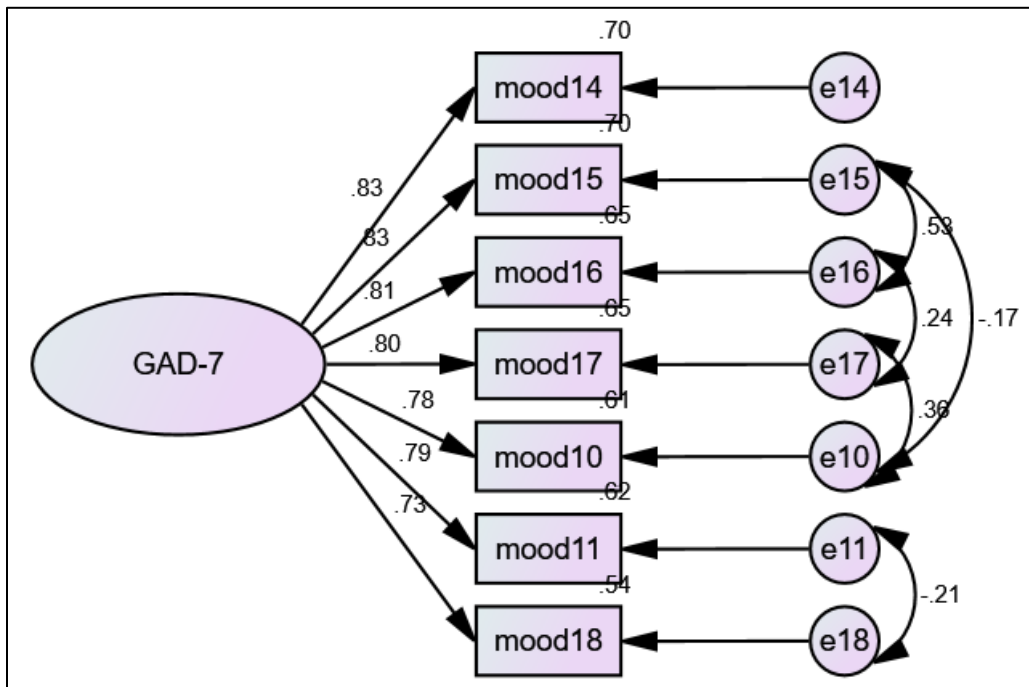 .70
mood14
e14
.83
.70
mood15
e15
.83
.65
mood16
e16
.53
.81
.65
mood17
e17
.24
-.17
GAD-7
.80
.61
mood10
e10
.36
.78
.62
mood11
e11
.79
.54
mood18
e18
-.21
.73